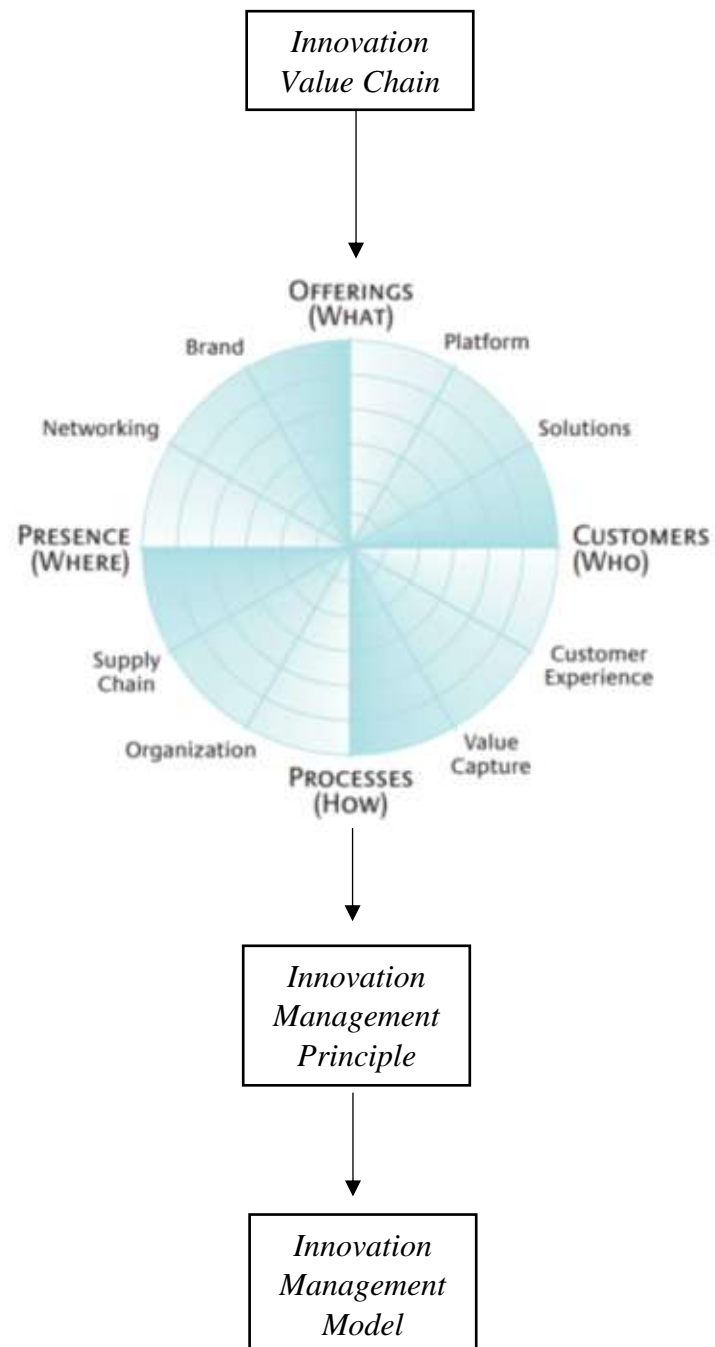 Innovation
Value Chain
OFFERINGS
(WHAT)
Brand
Platform
Networking
Solutions
PRESENCE
(WHERE)
CUSTOMERS
(WHO)
Supply
Chain
Customer
Experience
Organization
Value
Capture
PROCESSES
(HOW)
Innovation
Management
Principle
Innovation
Management
Model